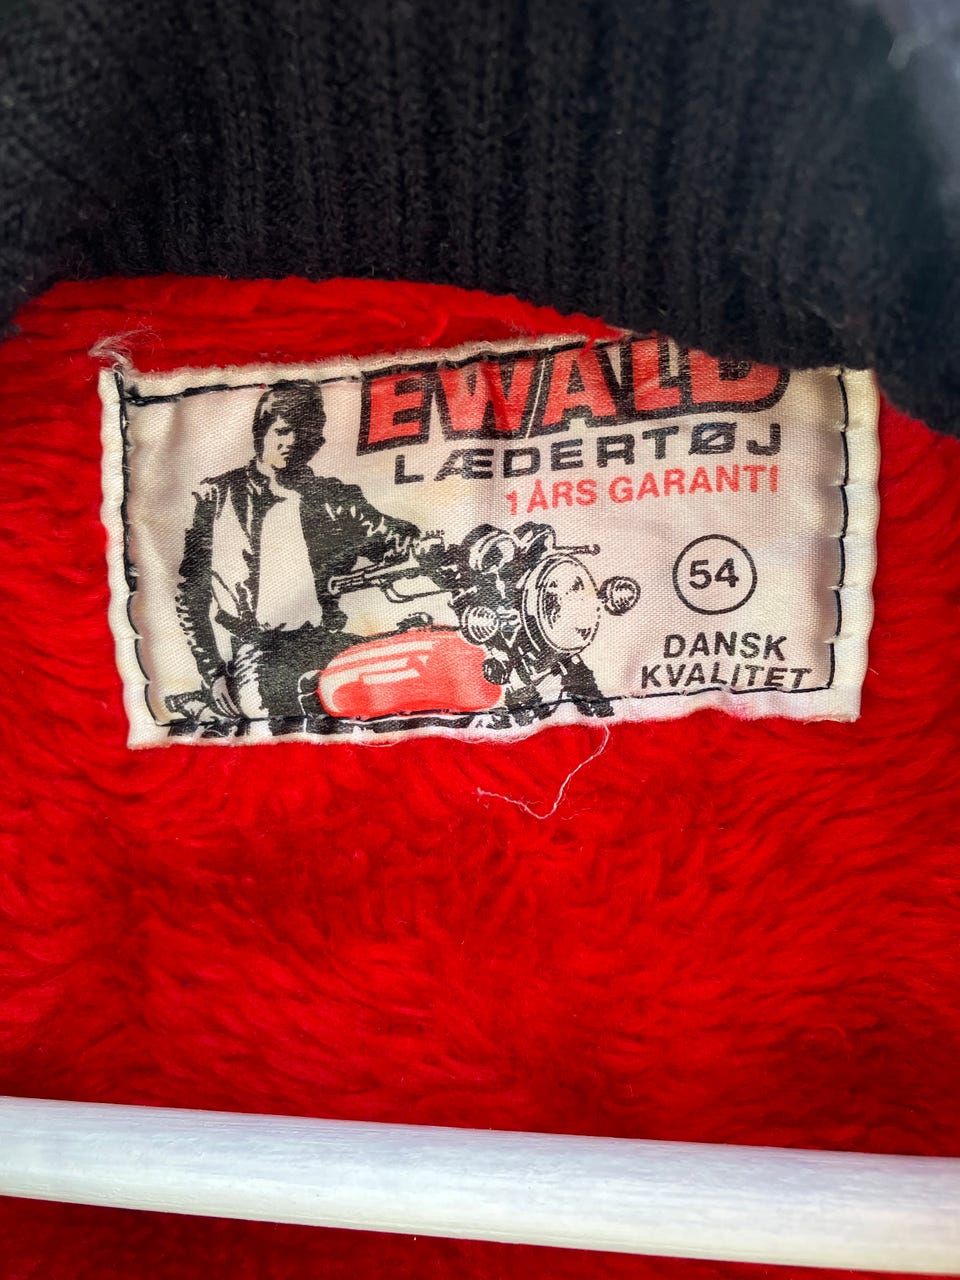 EWALD
LÆDERTØJ
1 ÅRS GARANTI
54
DANSK
KVALITET